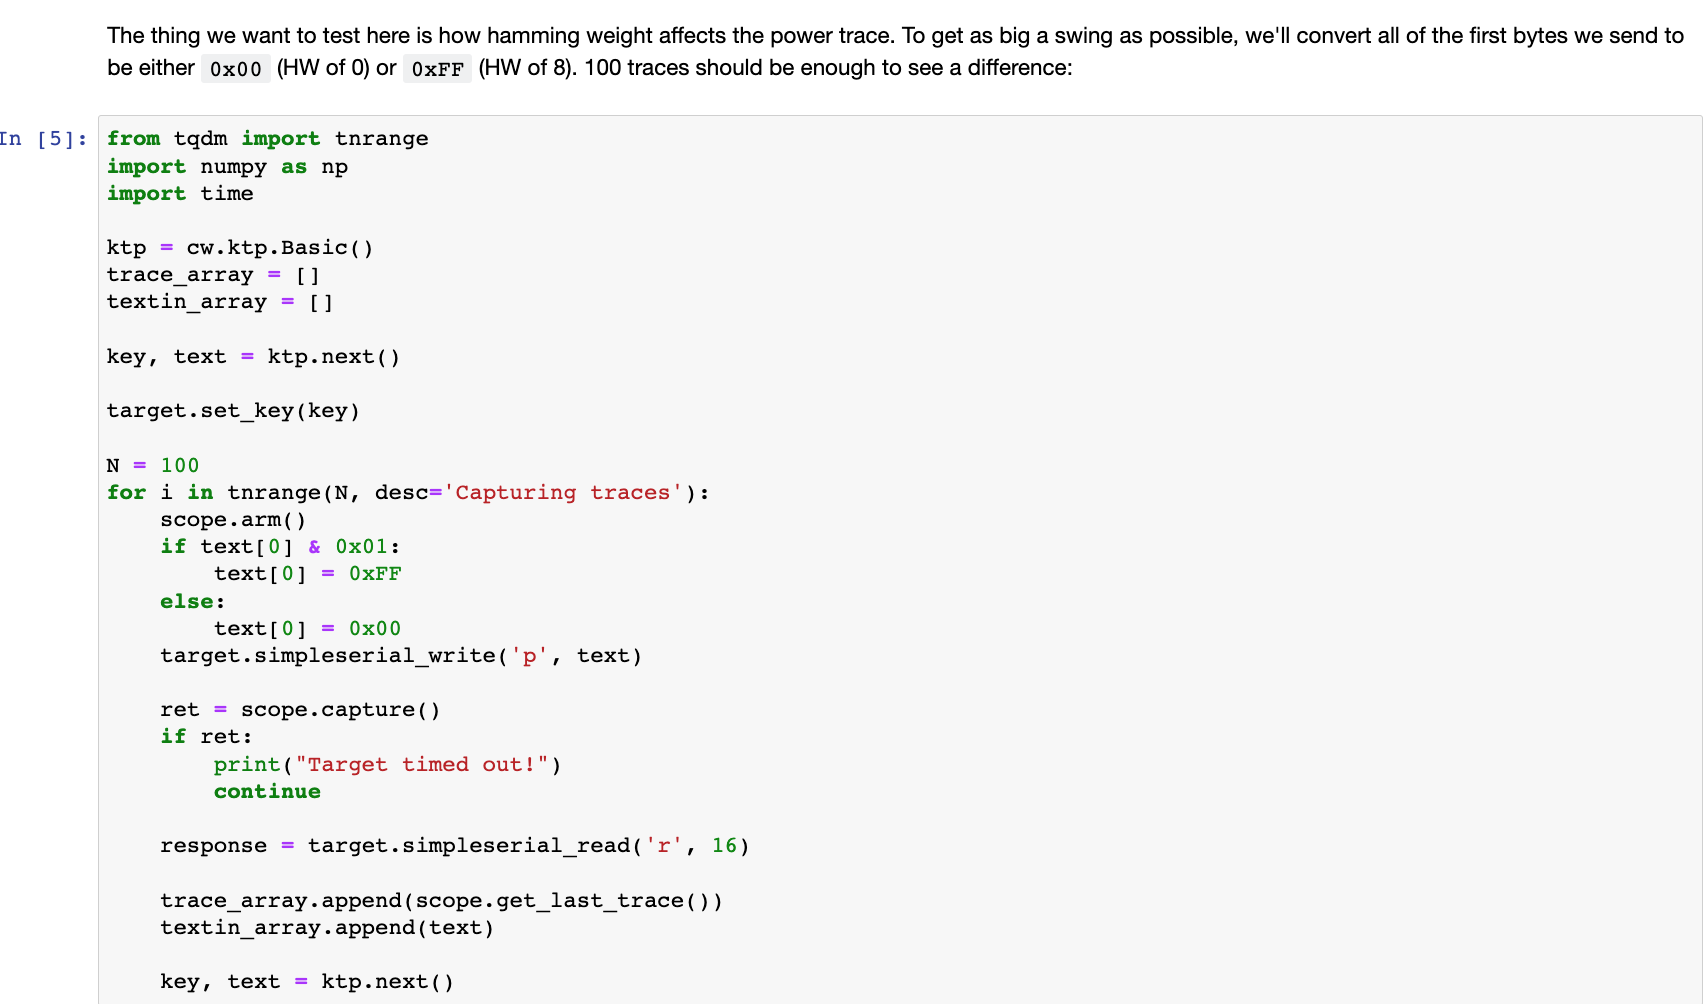 The thing we want to test here is how hamming weight affects the power trace. To get as big a swing as possible, we'll convert all of the first bytes we send to
be either 0x00 (HW of 0) or 0xFF (HW of 8). 100 traces should be enough to see a difference:
In [5]:
from tqdm import tnrange
import numpy as np
import time

ktp = cw.ktp.Basic()
trace_array = []
textin_array = []

key, text = ktp.next()

target.set_key(key)

N = 100
for i in tnrange(N, desc='Capturing traces'):
    scope.arm()
    if text[0] & 0x01:
        text[0] = 0xFF
    else:
        text[0] = 0x00
    target.simpleserial_write('p', text)

    ret = scope.capture()
    if ret:
        print("Target timed out!")
        continue

    response = target.simpleserial_read('r', 16)

    trace_array.append(scope.get_last_trace())
    textin_array.append(text)

    key, text = ktp.next()